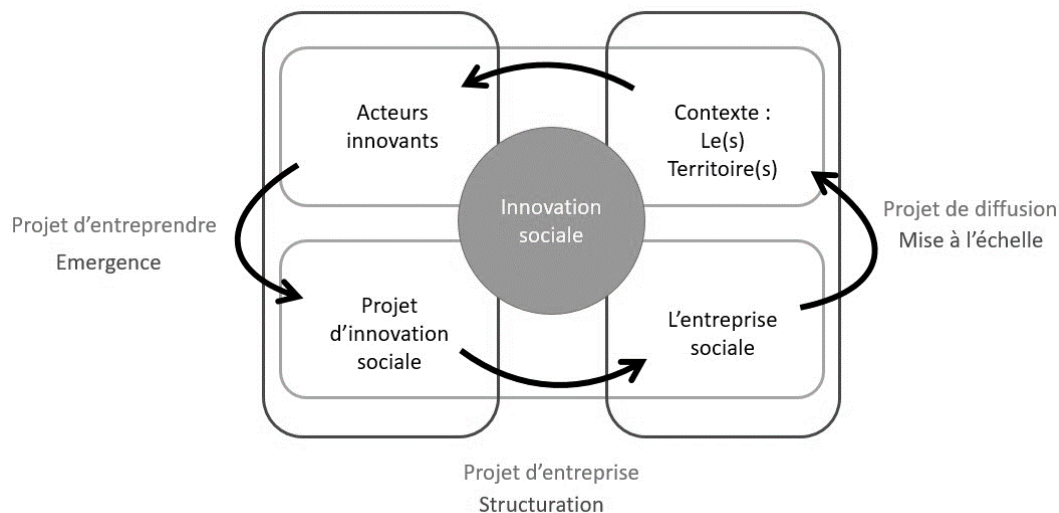 Acteurs
innovants
Contexte :
Le(s)
Territoire(s)
Innovation
sociale
Projet d'entreprendre
Emergence
Projet de diffusion
Mise à l'échelle
Projet
d'innovation
sociale
L'entreprise
sociale
Projet d'entreprise
Structuration